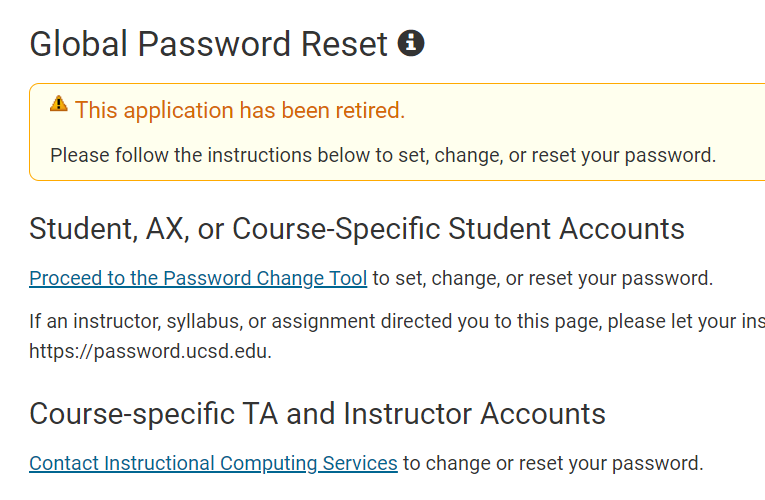 Global Password Reset
This application has been retired.
Please follow the instructions below to set, change, or reset your password.
Student, AX, or Course-Specific Student Accounts
Proceed to the Password Change Tool to set, change, or reset your password.
If an instructor, syllabus, or assignment directed you to this page, please let your
https://password.ucsd.edu.
Course-specific TA and Instructor Accounts
Contact Instructional Computing Services to change or reset your password.